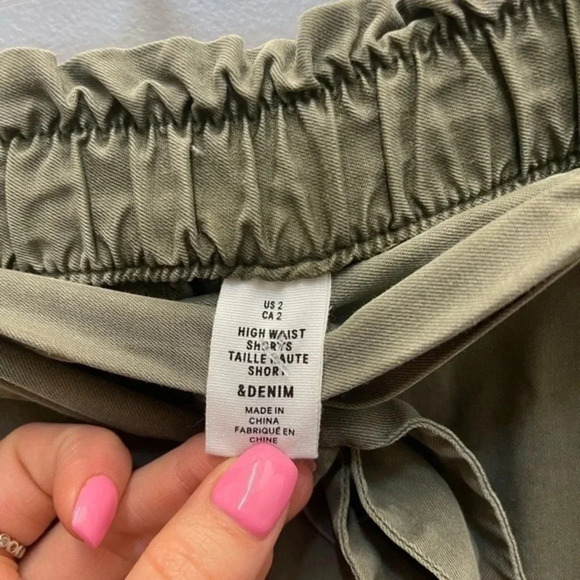 US 2
CA 2
HIGH WAIST
SHORTS
TAILLE HAUTE
SHORT
&DENIM
MADE IN
CHINA
FABRIQUÉ EN
CHINE